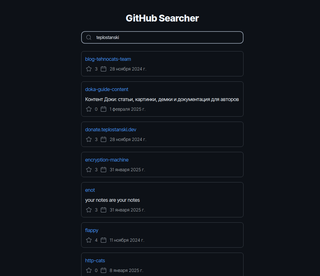 GitHub Searcher
teplostanski
blog-tehnocats-team
3 28 ноября 2024 г.
doka-guide-content
Контент Доки: статьи, картинки, демки и документация для авторов
0 1 февраля 2025 г.
donate.teplostanski.dev
3 28 ноября 2024 г.
encryption-machine
3 31 января 2025 г.
enot
your notes are your notes
3 31 января 2025 г.
flappy
4 11 ноября 2024 г.
http-cats
0 8 января 2025 г.